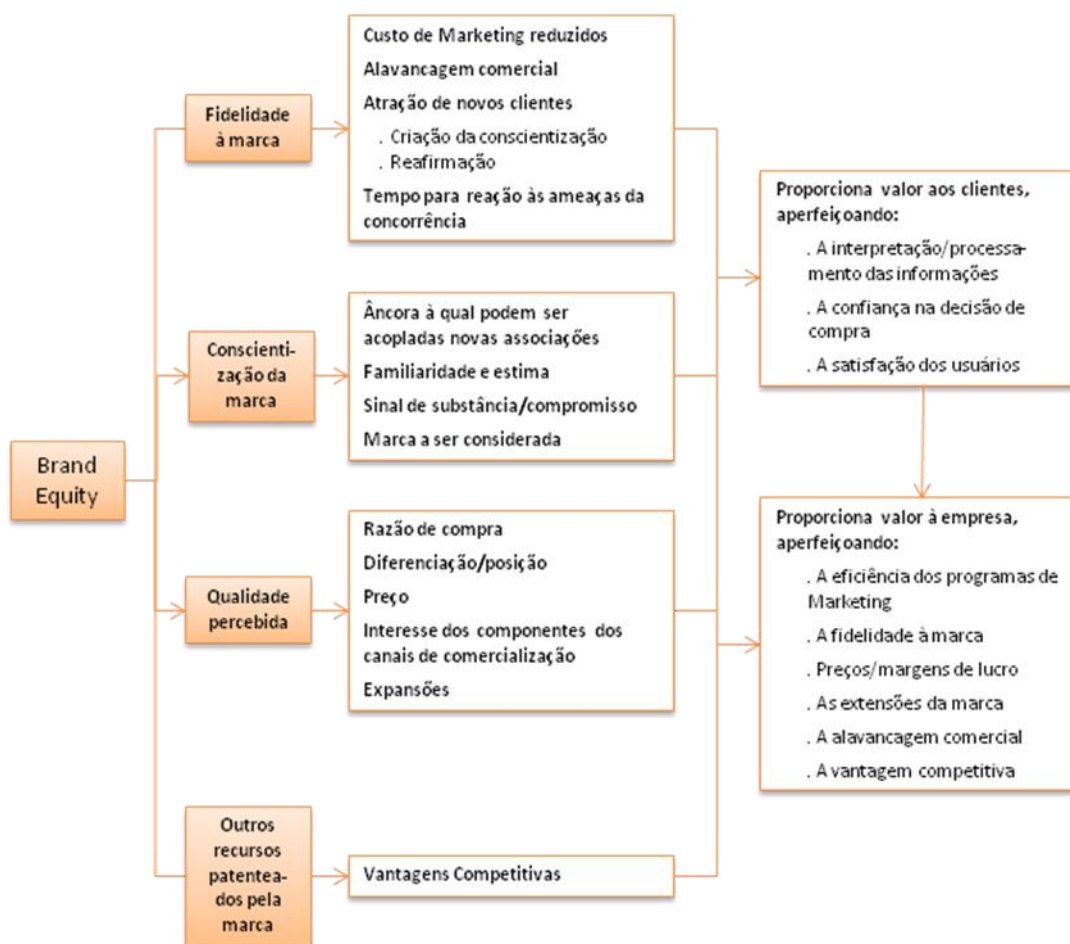 Brand
Equity
Fidelidade
à marca
Custo de Marketing reduzidos
Alavancagem comercial
Atração de novos clientes
. Criação da conscientização
. Reafirmação
Tempo para reação às ameaças da
concorrência
Conscienti-
zação da
marca
Âncora à qual podem ser
acopladas novas associações
Familiaridade e estima
Sinal de substância/compromisso
Marca a ser considerada
Qualidade
percebida
Razão de compra
Diferenciação/posição
Preço
Interesse dos componentes dos
canais de comercialização
Expansões
Outros
recursos
patentea-
dos pela
marca
Vantagens Competitivas
Proporciona valor aos clientes,
aperfeiçoando:
. A interpretação/processa-
mento das informações
. A confiança na decisão de
compra
. A satisfação dos usuários
Proporciona valor à empresa,
aperfeiçoando:
. A eficiência dos programas de
Marketing
. A fidelidade à marca
. Preços/margens de lucro
. As extensões da marca
. A alavancagem comercial
. A vantagem competitiva